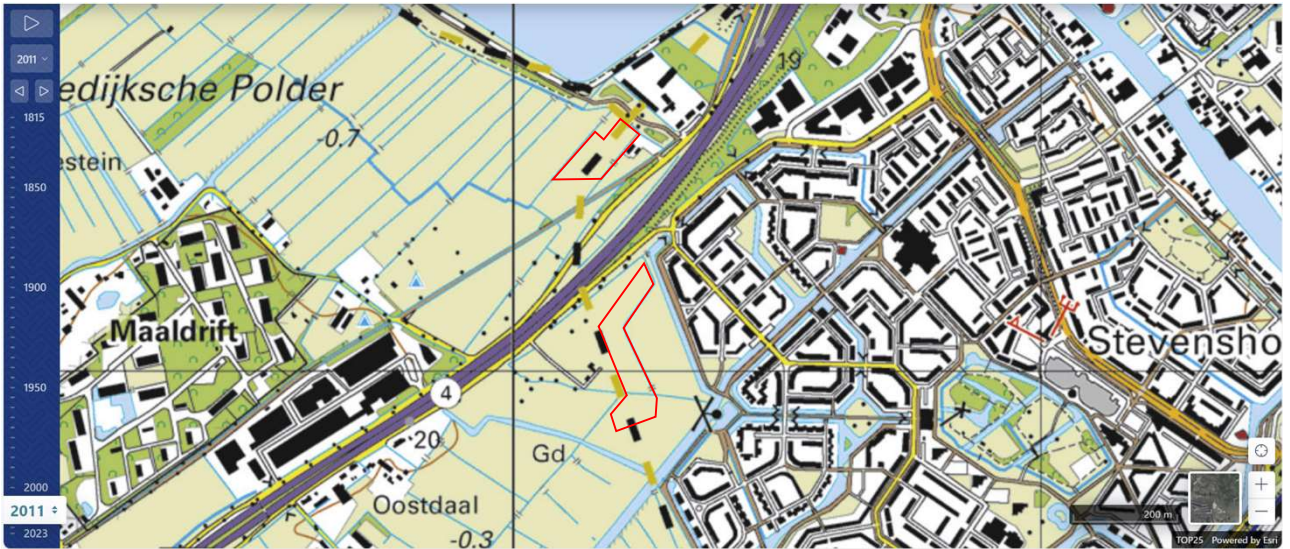 2011
1815
1850
1900
1950
2000
2011
2023
edijksche Polder
-0.7
estein
19
Maaldrift
4
20
Gd
Oostdaal
-0.3
Stevensho
200 m
TOP25 Powered by Esri